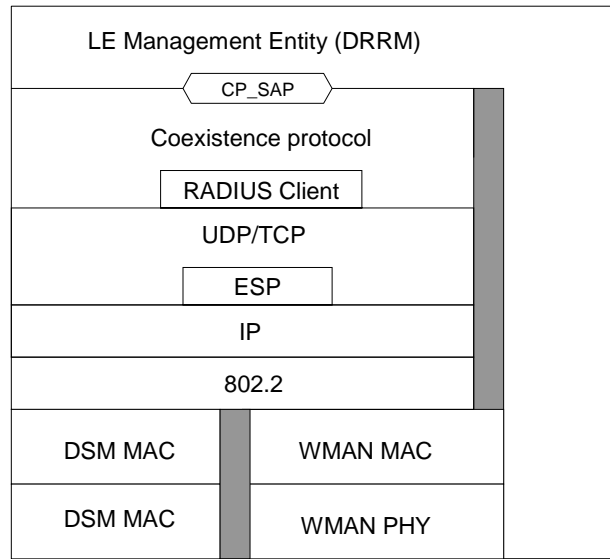 LE Management Entity (DRRM)
CP_SAP
Coexistence protocol
RADIUS Client
UDP/TCP
ESP
IP
802.2
DSM MAC
WMAN MAC
DSM MAC
WMAN PHY